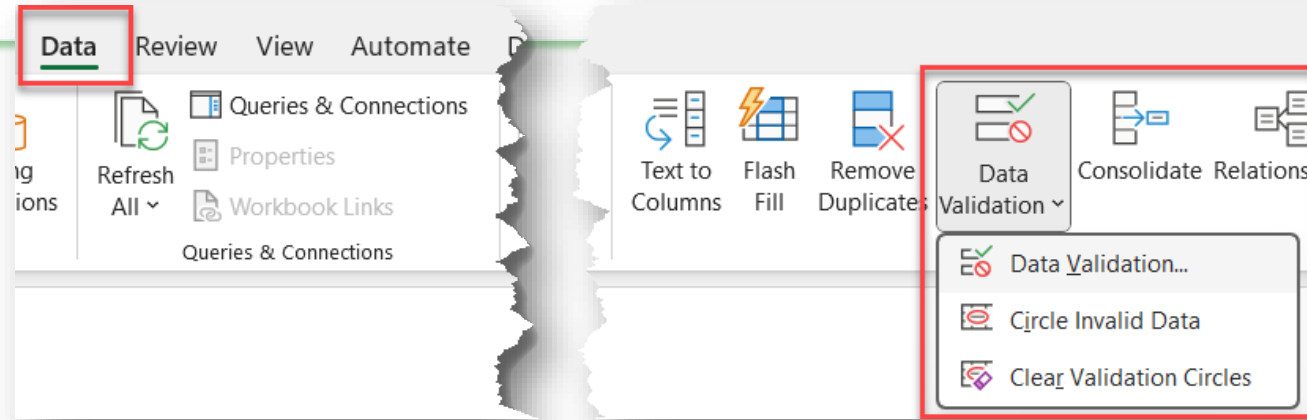 Data Review View Automate
Queries & Connections
Properties
Workbook Links
Refresh
All
Queries & Connections
Text to
Columns
Flash
Fill
Remove
Duplicates
Data
Validation
Consolidate
Data Validation...
Circle Invalid Data
Clear Validation Circles